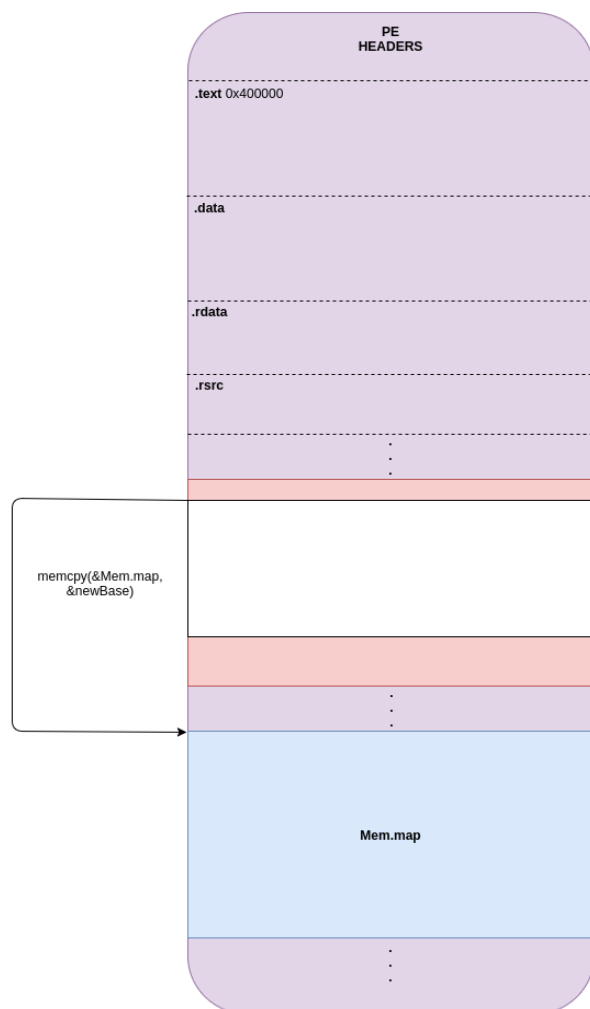 PE
HEADERS
.text 0x400000
.data
.rdata
.rsrc
.
.
.
memcpy(&Mem.map,
&newBase)
.
.
.
Mem.map
.
.
.